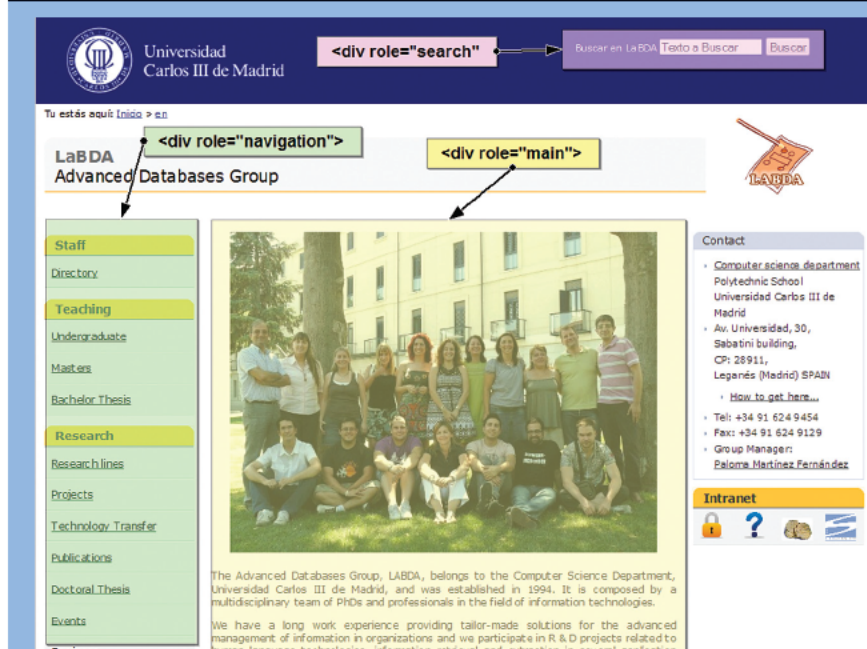 Universidad
Carlos III de Madrid
<div role="search"
Buscar en LaBDA Texto a Buscar Buscar
Tu estás aquí: Inicio > en
<div role="navigation">
<div role="main">
LaBDA
Advanced Databases Group
LABDA
Staff
Directory
Teaching
Undergraduate
Masters
Bachelor Thesis
Research
Research lines
Projects
Technology Transfer
Publications
Doctoral Thesis
Events
The Advanced Databases Group, LABDA, belongs to the Computer Science Department,
Universidad Carlos III de Madrid, and was established in 1994. It is composed by a
multidisciplinary team of PhDs and professionals in the field of information technologies.
We have a long work experience providing tailor-made solutions for the advanced
management of information in organizations and we participate in R & D projects related to
Contact
Computer science department
Polytechnic School
Universidad Carlos III de
Madrid
Av. Universidad, 30,
Sabatini building,
CP: 28911,
Leganés (Madrid) SPAIN
How to get here...
Tel: +34 91 624 9454
Fax: +34 91 624 9129
Group Manager:
Paloma Martínez Fernández
Intranet